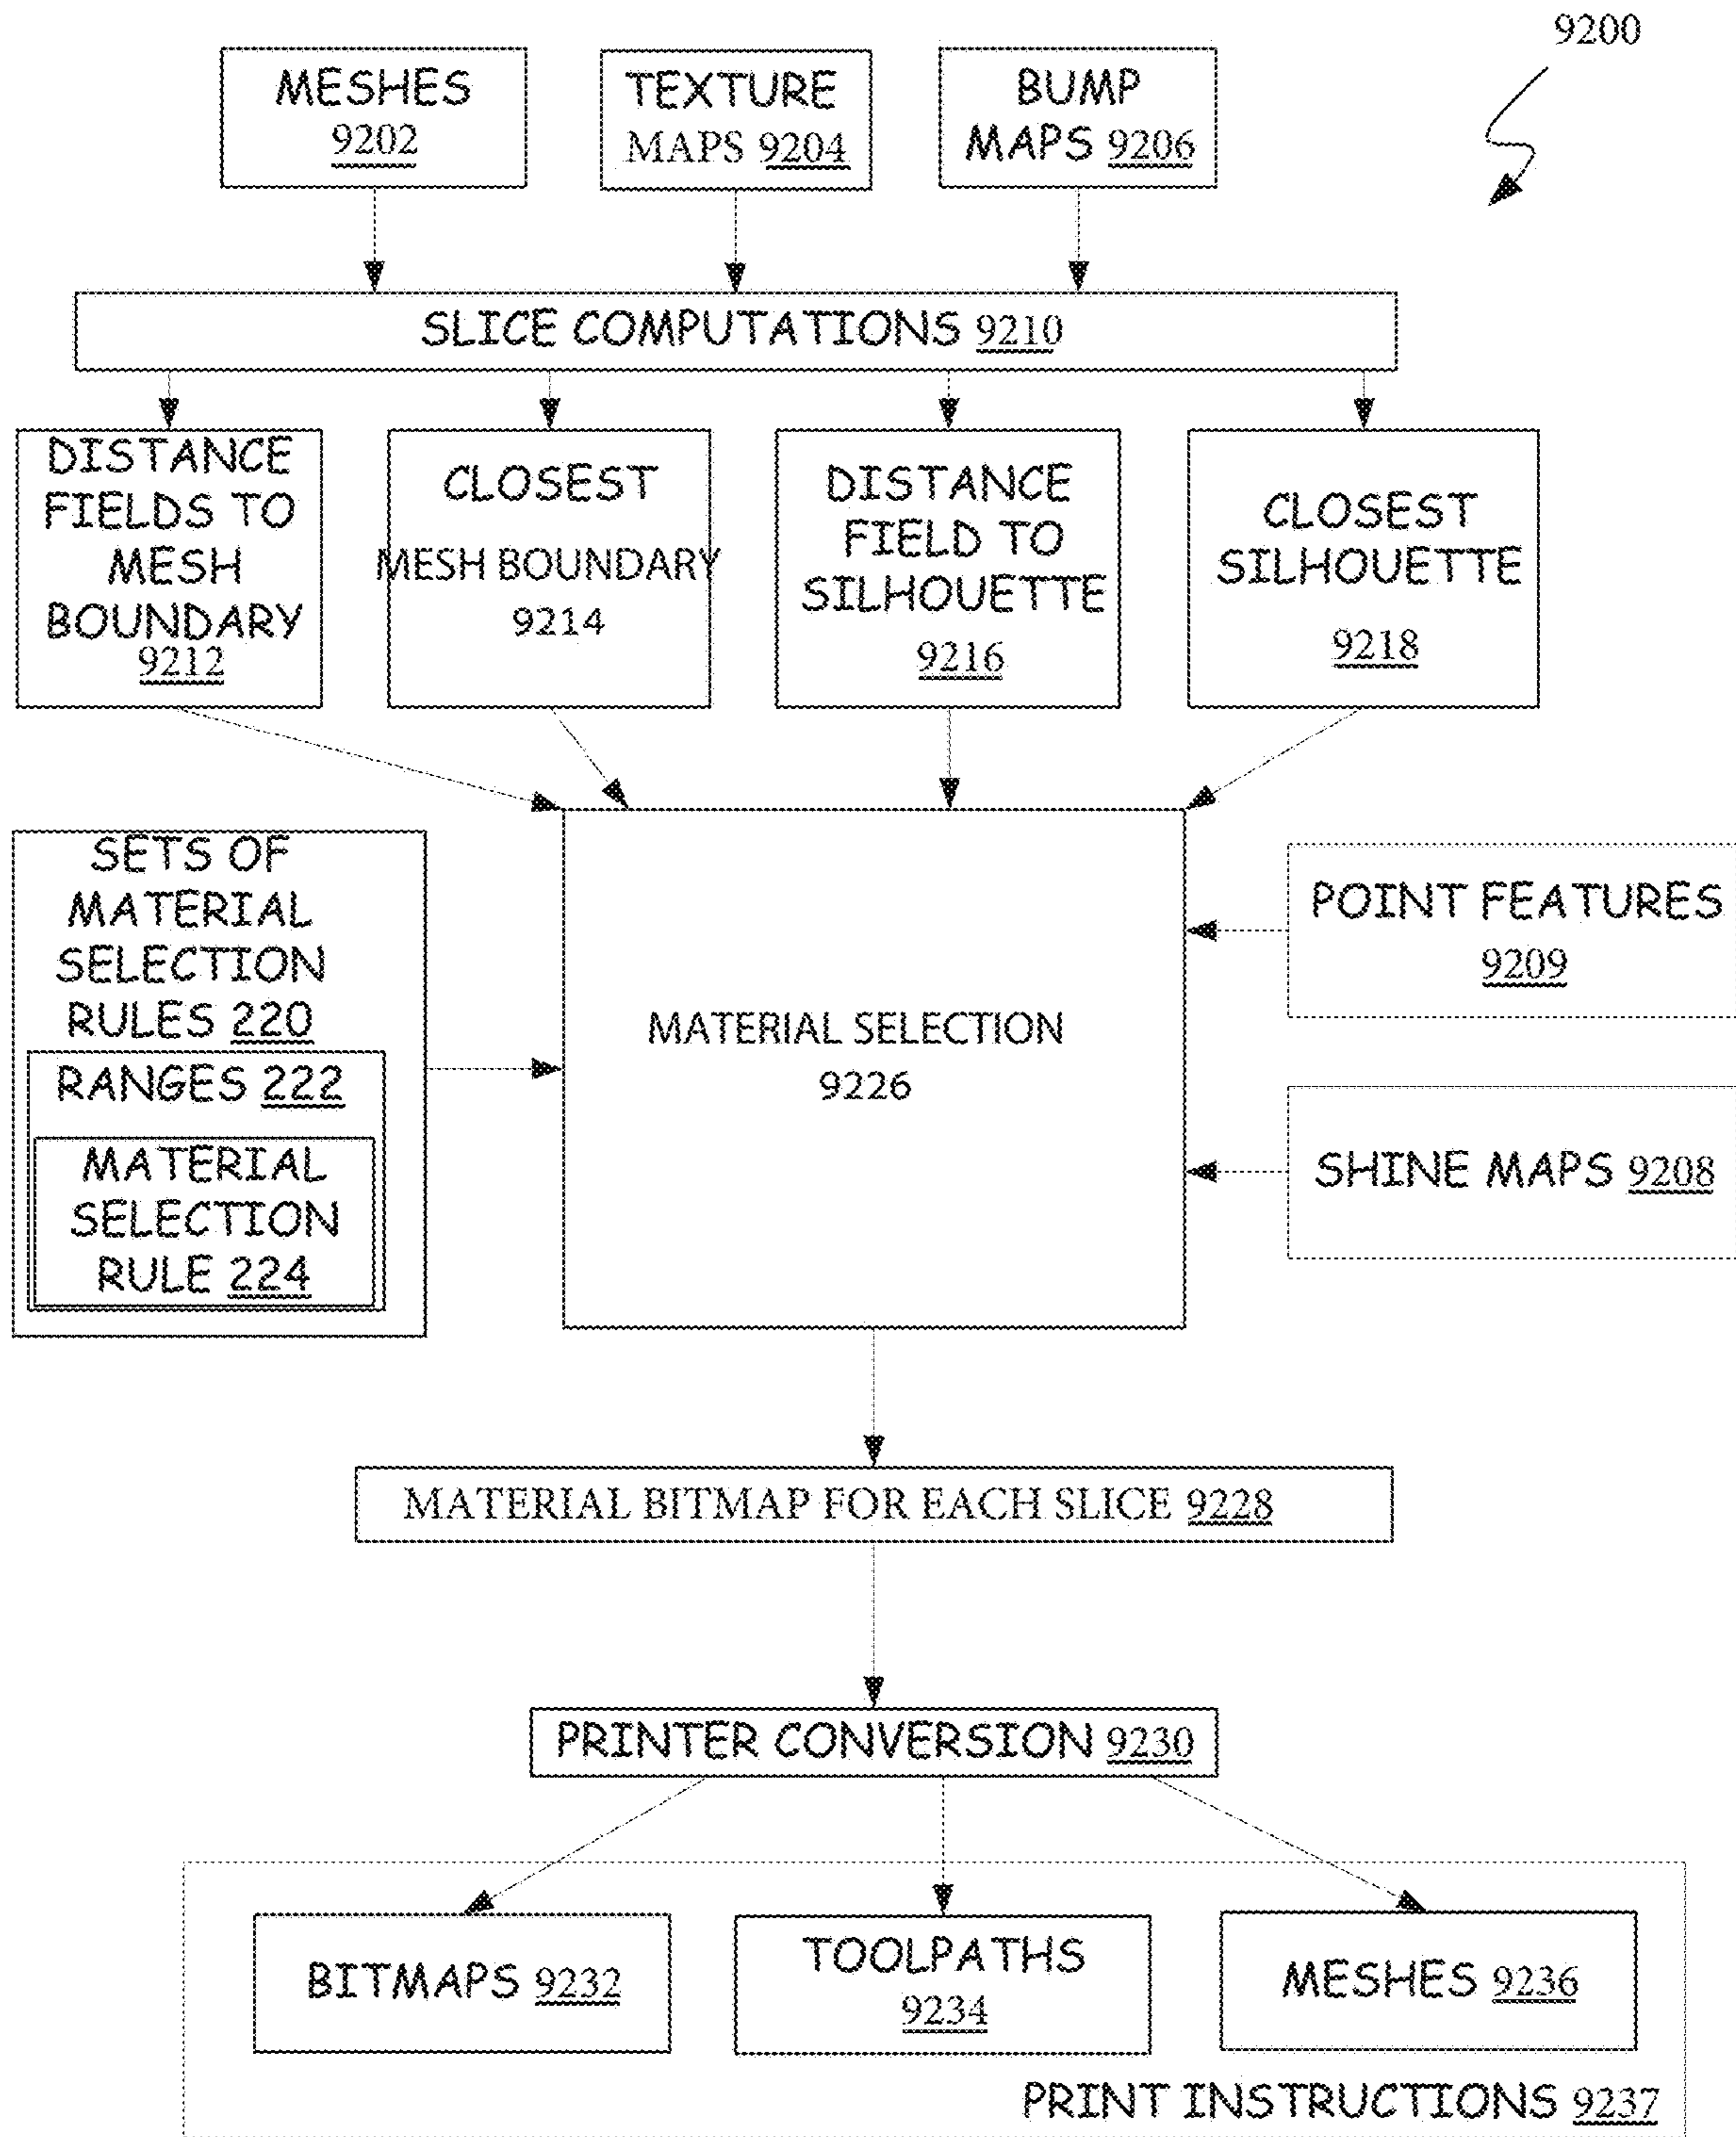 9200
MESHES
9202
TEXTURE
MAPS 9204
BUMP
MAPS 9206
SLICE COMPUTATIONS 9210
DISTANCE
FIELDS TO
MESH
BOUNDARY
9212
CLOSEST
MESH BOUNDARY
9214
DISTANCE
FIELD TO
SILHOUETTE
9216
CLOSEST
SILHOUETTE
9218
SETS OF
MATERIAL
SELECTION
RULES 220
RANGES 222
MATERIAL
SELECTION
RULE 224
MATERIAL SELECTION
9226
POINT FEATURES
9209
SHINE MAPS 9208
MATERIAL BITMAP FOR EACH SLICE 9228
PRINTER CONVERSION 9230
BITMAPS 9232
TOOLPATHS
9234
MESHES 9236
PRINT INSTRUCTIONS 9237